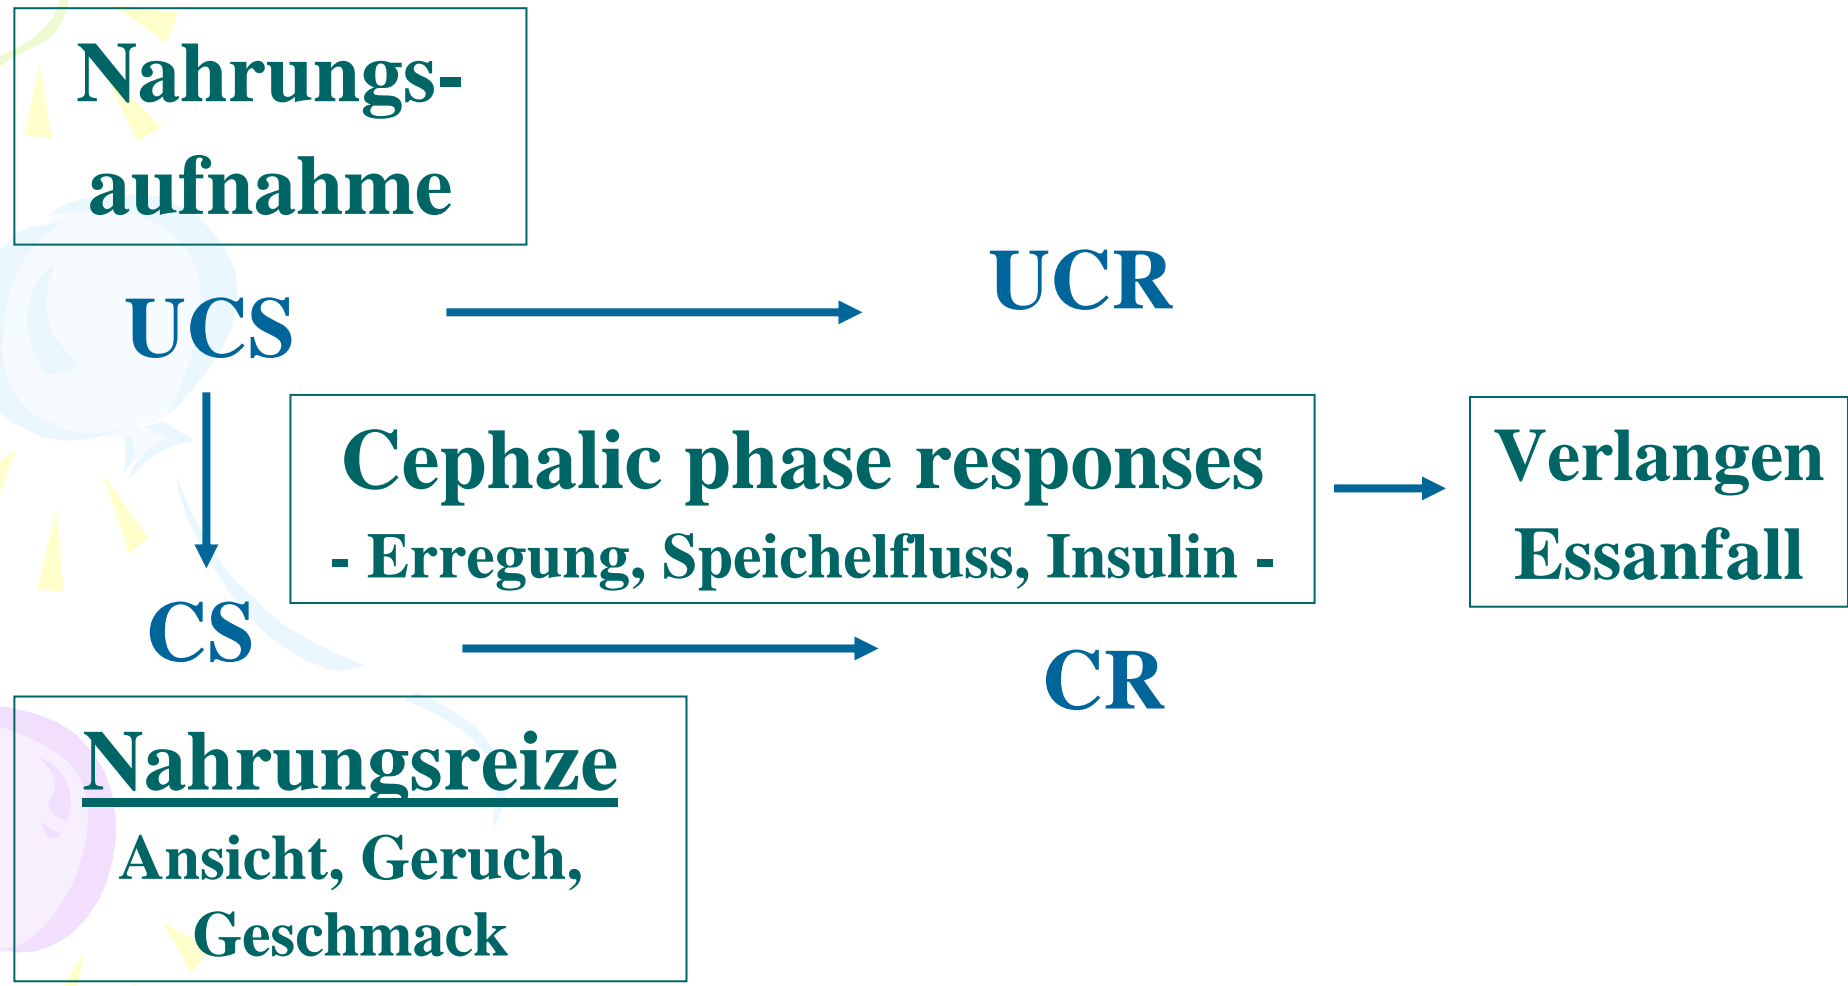 Nahrungs-
aufnahme
UCS
UCR
Cephalic phase responses
- Erregung, Speichelfluss, Insulin -
Verlangen
Essanfall
CS
CR
Nahrungsreize
Ansicht, Geruch,
Geschmack